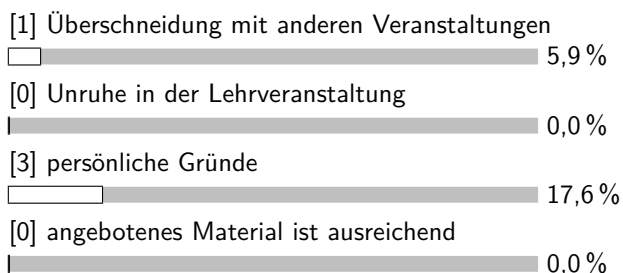 [1] Überschneidung mit anderen Veranstaltungen
5,9 %
[0] Unruhe in der Lehrveranstaltung
0,0 %
[3] persönliche Gründe
17,6 %
[0] angebotenes Material ist ausreichend
0,0 %